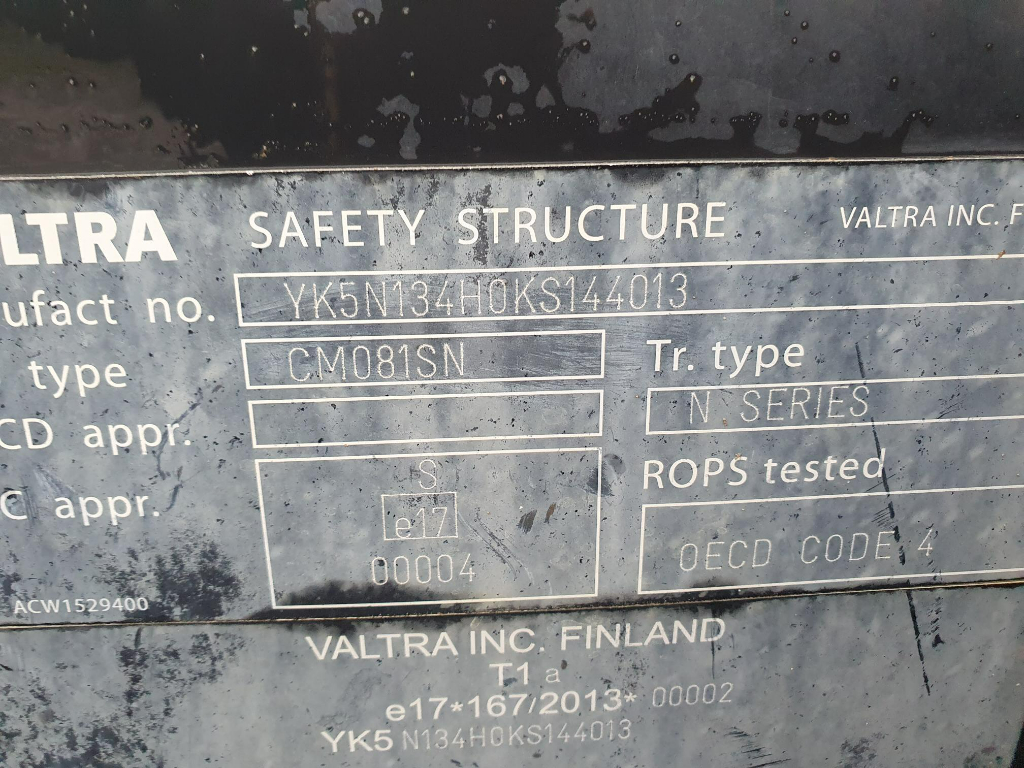 LTRA SAFETY STRUCTURE VALTRA INC. F
ufact no. YK5N134H0KS144013
type CM081SN Tr. type
CD appr. N SERIES
C appr. S ROPS tested
e17
00004 OECD CODE 4
ACW1529400
VALTRA INC. FINLAND
T1 a
e17*167/2013* 00002
YK5 N134H0KS144013